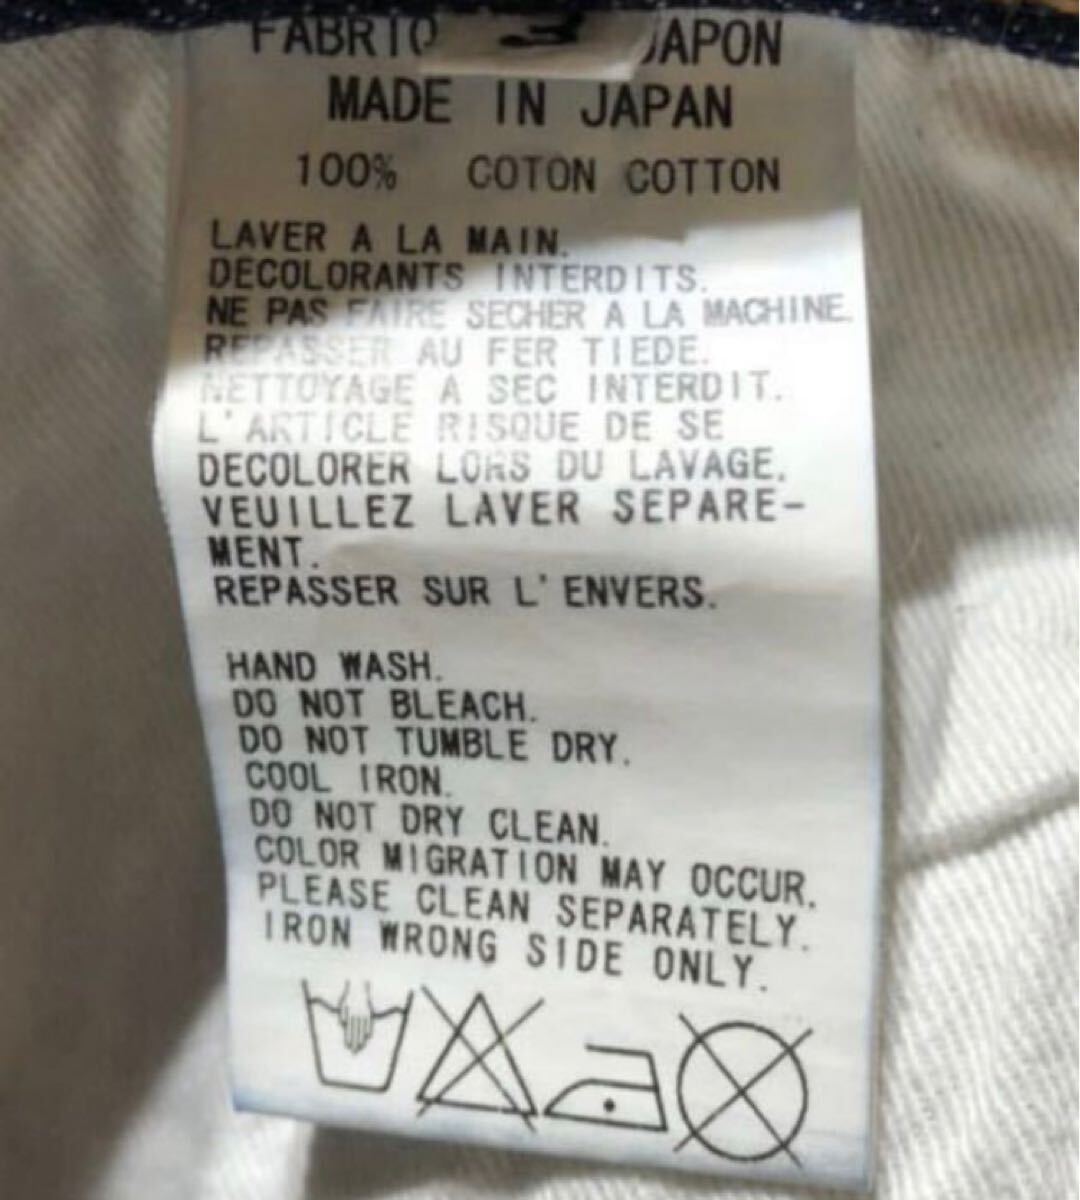 JAPON
MADE IN JAPAN
100% COTON COTTON
LAVER A LA MAIN.
DECOLORANTS INTERDITS.
NE PAS FAIRE SECHER A LA MACHINE.
REPASSER AU FER TIEDE.
NETTOYAGE A SEC INTERDIT.
L'ARTICLE RISQUE DE SE
DECOLORER LORS DU LAVAGE.
VEUILLEZ LAVER SEPARE-
MENT.
REPASSER SUR L'ENVERS.
HAND WASH.
DO NOT BLEACH.
DO NOT TUMBLE DRY.
COOL IRON.
DO NOT DRY CLEAN.
COLOR MIGRATION MAY OCCUR.
PLEASE CLEAN SEPARATELY.
IRON WRONG SIDE ONLY.